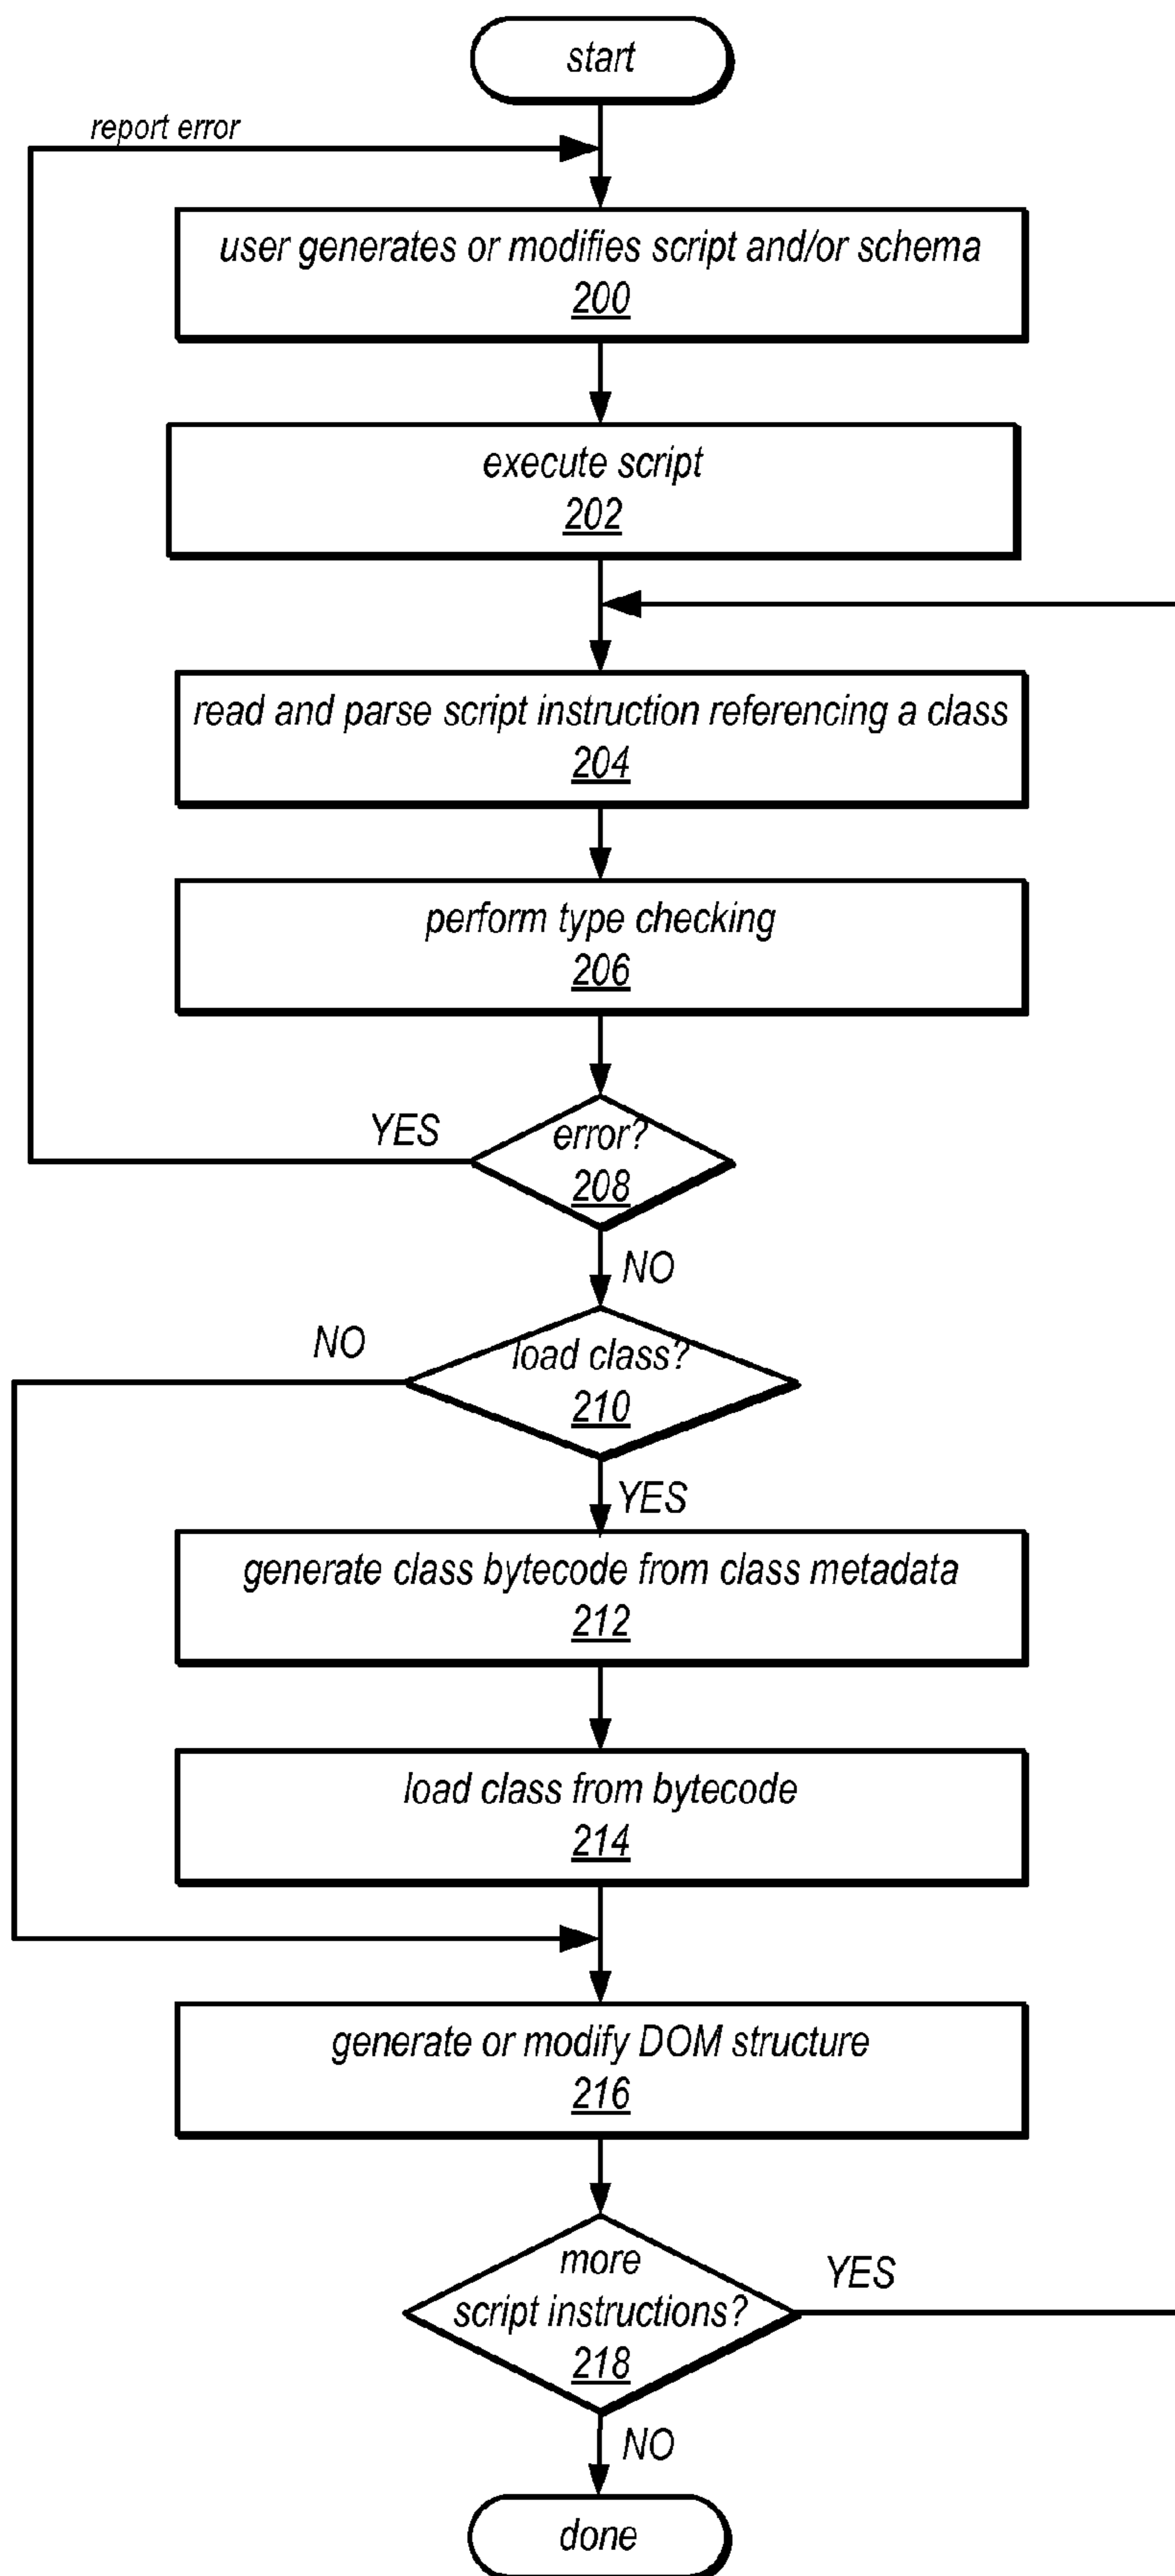 start
report error
user generates or modifies script and/or schema
200
execute script
202
read and parse script instruction referencing a class
204
perform type checking
206
YES
error?
208
NO
NO
load class?
210
YES
generate class bytecode from class metadata
212
load class from bytecode
214
generate or modify DOM structure
216
more
script instructions?
218
YES
NO
done